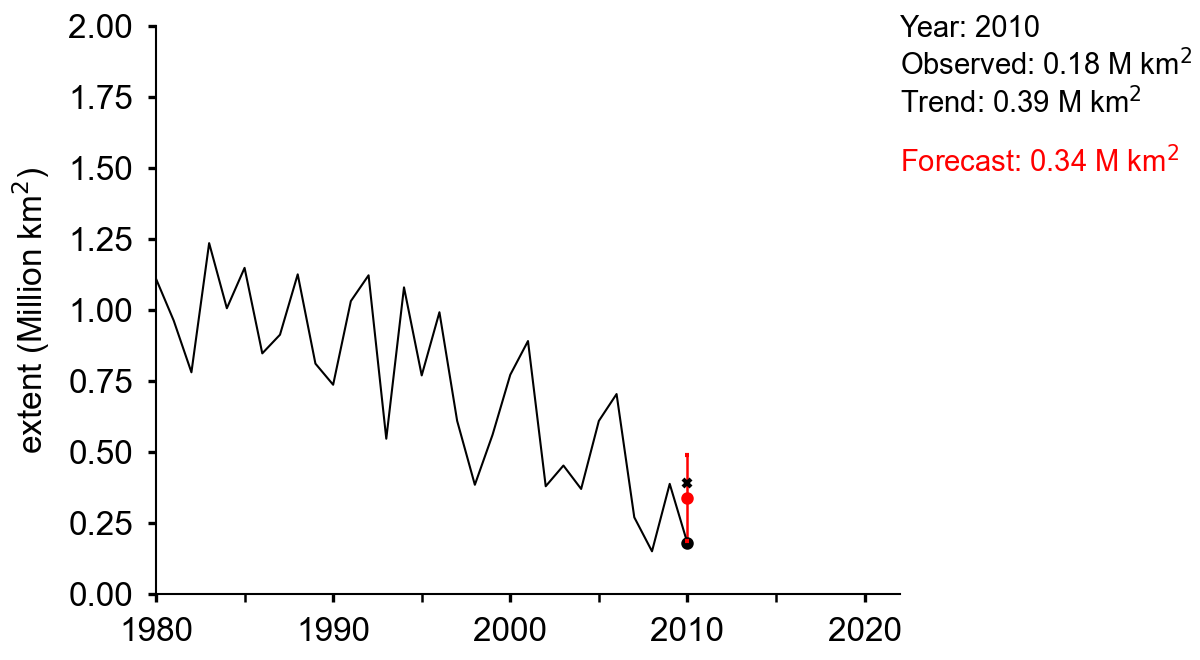 2.00
1.75
1.50
1.25
1.00
0.75
0.50
0.25
0.00
extent (Million km²)
1980 1990 2000 2010 2020
Year: 2010
Observed: 0.18 M km²
Trend: 0.39 M km²
Forecast: 0.34 M km²